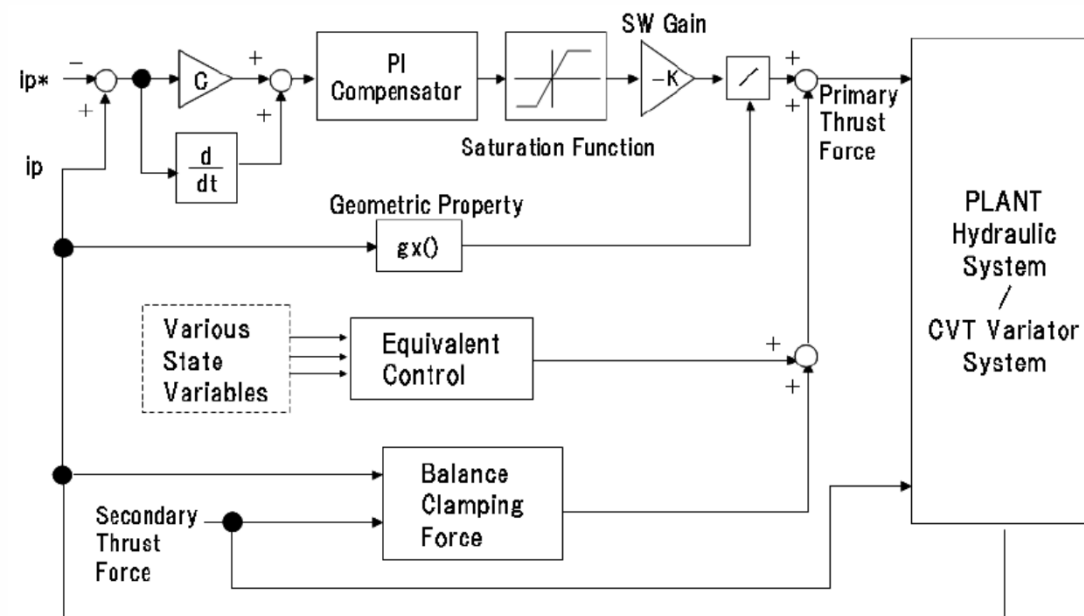 SW Gain
ip*
−
+
C
+
+
PI
Compensator
−K
/
+
+
Primary
Thrust
Force
Saturation Function
ip
d
dt
Geometric Property
gx()
PLANT
Hydraulic
System
/
CVT Variator
System
Various
State
Variables
Equivalent
Control
+
+
Balance
Clamping
Force
Secondary
Thrust
Force